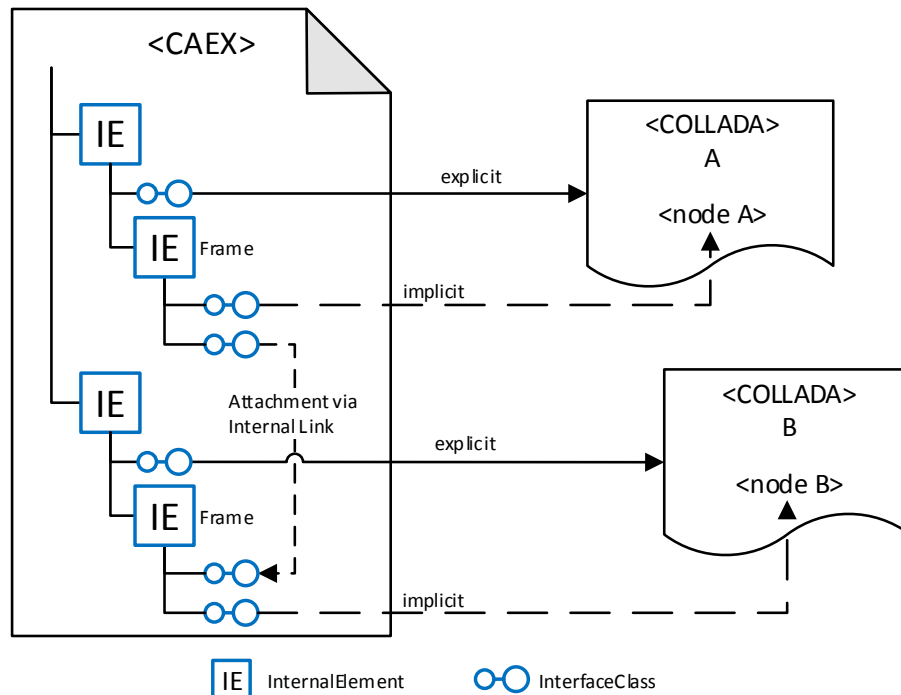 <CAEX>
IE
explicit
<COLLADA>
A
<node A>
IE
Frame
implicit
Attachment via
Internal Link
IE
explicit
<COLLADA>
B
<node B>
IE
Frame
implicit
IE
InternalElement
InterfaceClass